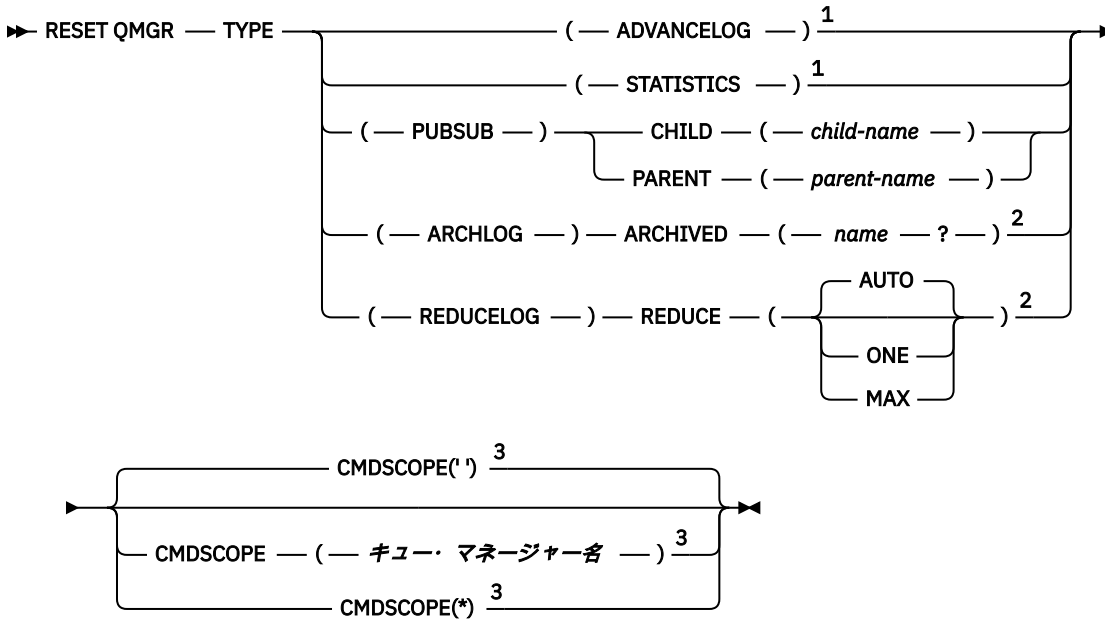 RESET QMGR TYPE ( ADVANCELOG ) 1
( STATISTICS ) 1
( PUBSUB ) CHILD ( child-name )
PARENT ( parent-name )
( ARCHLOG ) ARCHIVED ( name ? ) 2
AUTO
( REDUCELOG ) REDUCE ( ) 2
ONE
MAX
CMDSCOPE(' ') 3
CMDSCOPE ( キュー・マネージャー名 ) 3
CMDSCOPE(*) 3